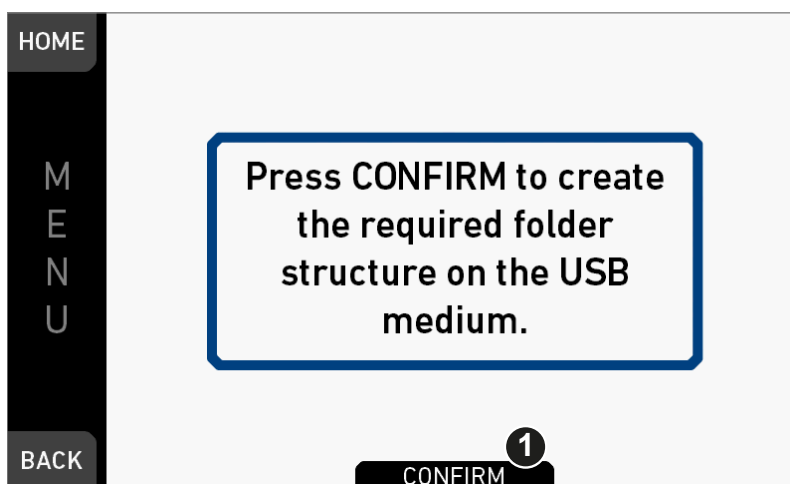 HOME
M
E
N
U
Press CONFIRM to create
the required folder
structure on the USB
medium.
BACK
1
CONFIRM